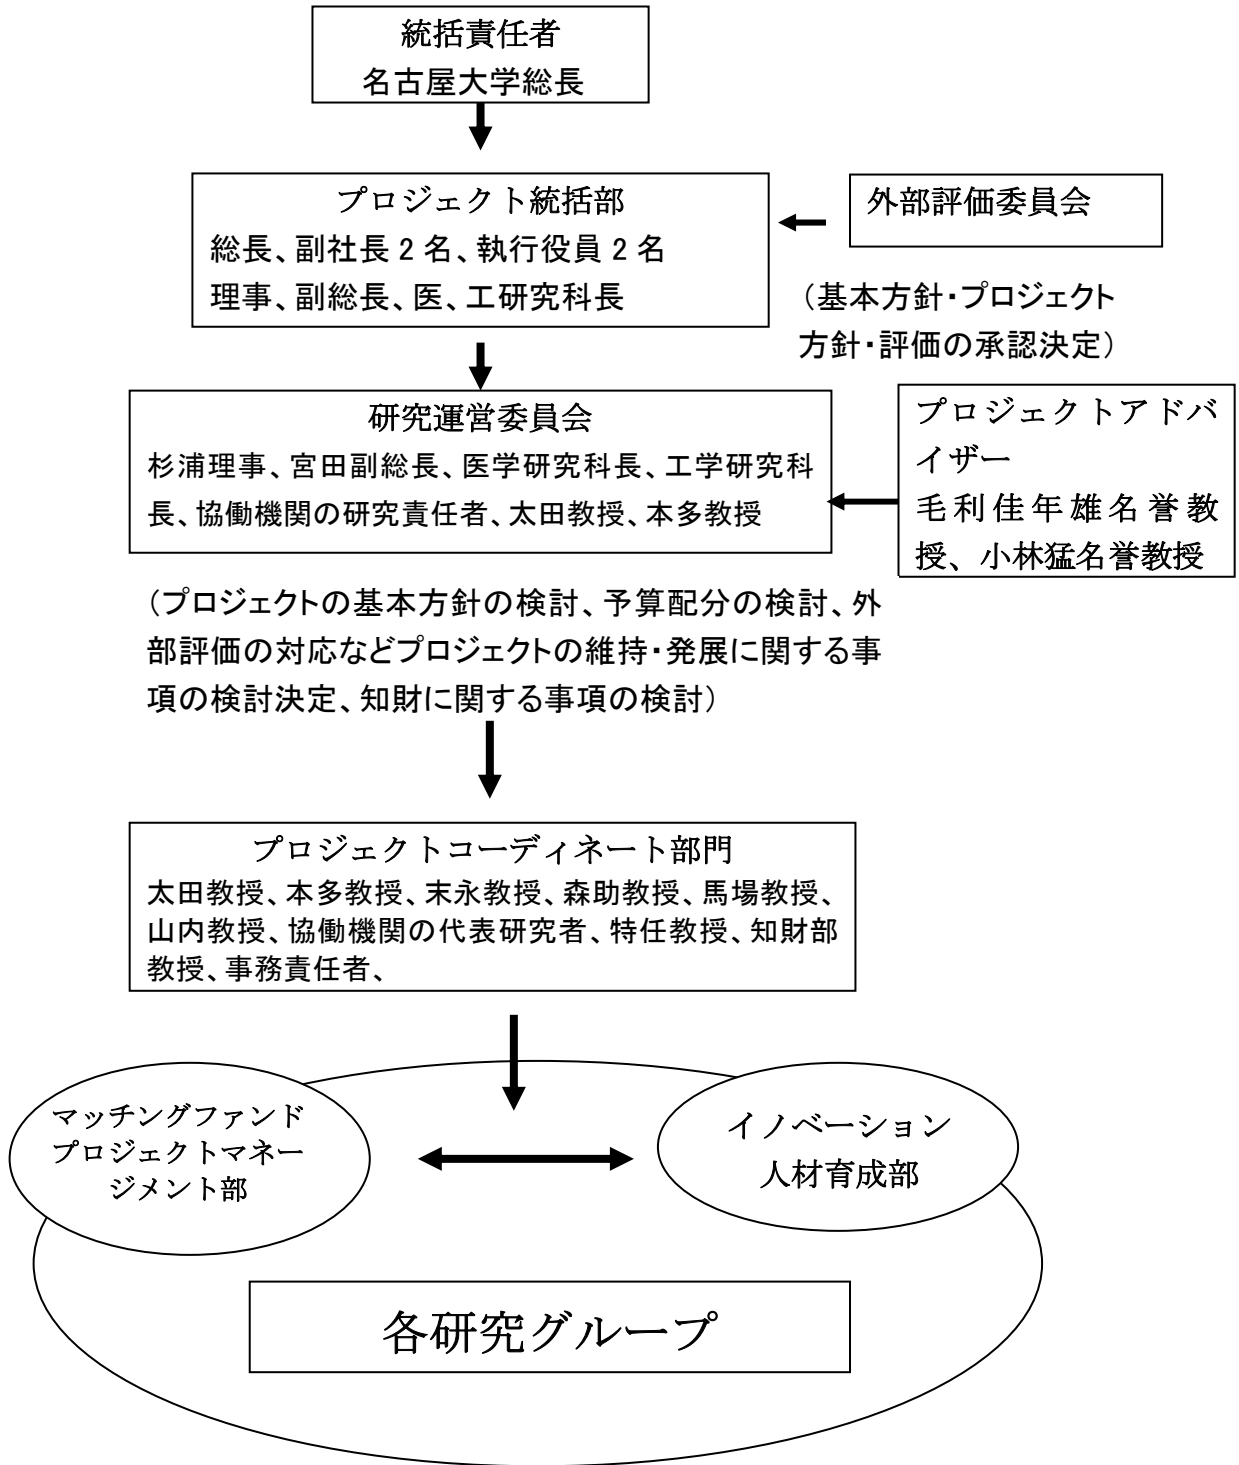 統括責任者
名古屋大学総長
プロジェクト統括部
総長、副社長２名、執行役員２名
理事、副総長、医、工研究科長
外部評価委員会
（基本方針・プロジェクト
方針・評価の承認決定）
研究運営委員会
杉浦理事、宮田副総長、医学研究科長、工学研究科
長、協働機関の研究責任者、太田教授、本多教授
プロジェクトアドバ
イザー
毛利佳年雄名誉教
授、小林猛名誉教授
（プロジェクトの基本方針の検討、予算配分の検討、外
部評価の対応などプロジェクトの維持・発展に関する事
項の検討決定、知財に関する事項の検討）
プロジェクトコーディネート部門
太田教授、本多教授、末永教授、森助教授、馬場教授、
山内教授、協働機関の代表研究者、特任教授、知財部
教授、事務責任者、
マッチングファンド
プロジェクトマネー
ジメント部
イノベーション
人材育成部
各研究グループ